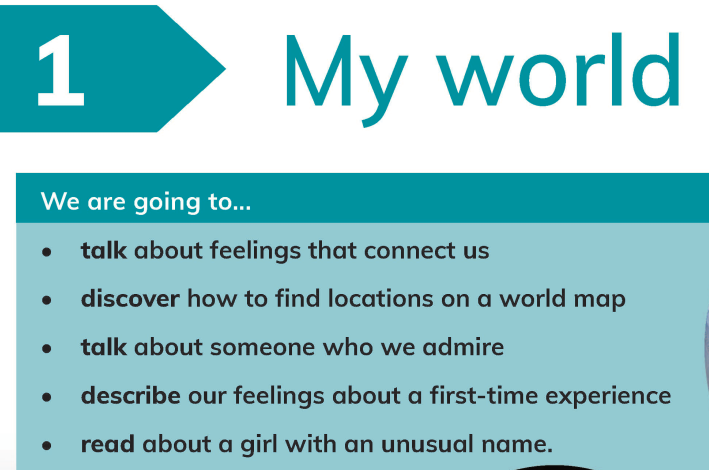 1
My world
We are going to...
• talk about feelings that connect us
• discover how to find locations on a world map
• talk about someone who we admire
• describe our feelings about a first-time experience
• read about a girl with an unusual name.